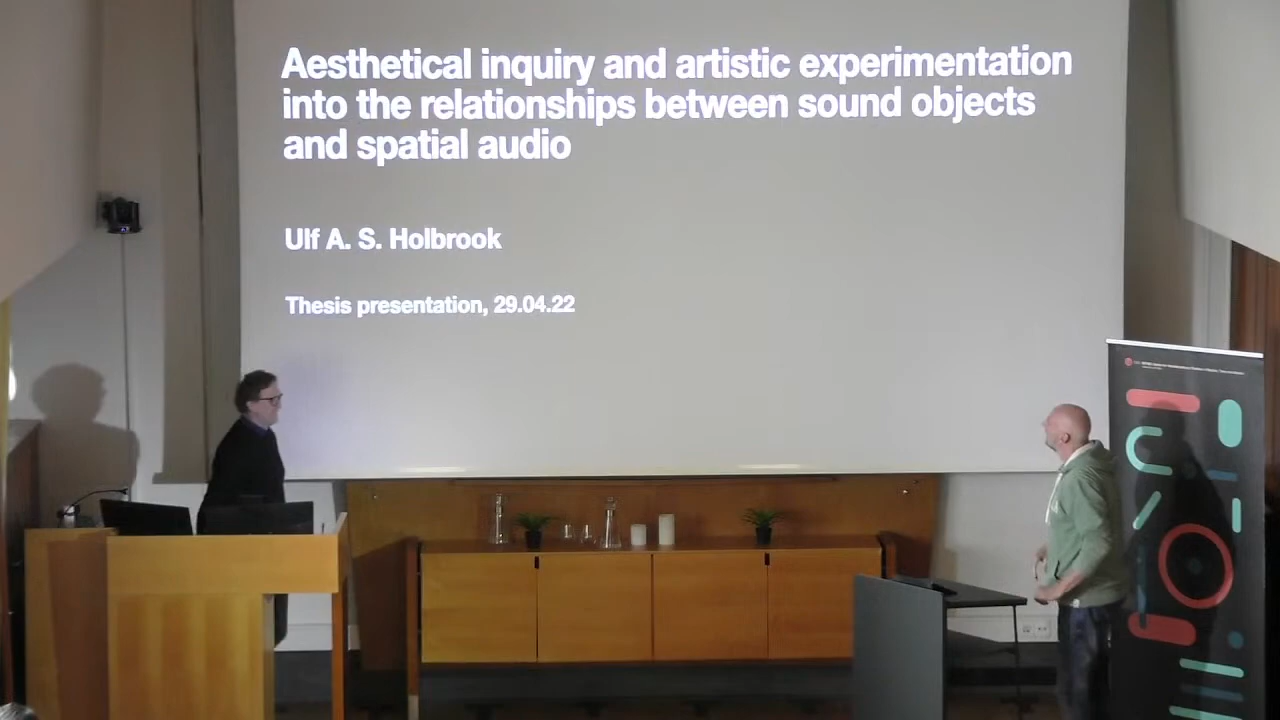 Aesthetical inquiry and artistic experimentation
into the relationships between sound objects
and spatial audio
Ulf A. S. Holbrook
Thesis presentation, 29.04.22